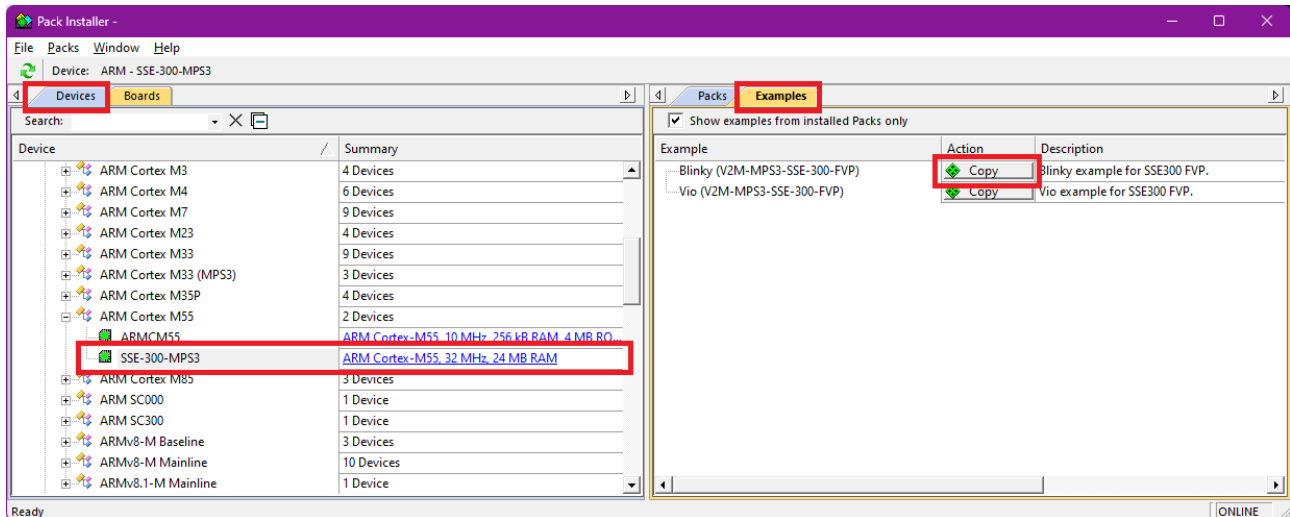 Pack Installer -
File Packs Window Help
Device: ARM - SSE-300-MPS3
Devices Boards
Search:
Device Summary
ARM Cortex M3 4 Devices
ARM Cortex M4 6 Devices
ARM Cortex M7 9 Devices
ARM Cortex M23 4 Devices
ARM Cortex M33 9 Devices
ARM Cortex M33 (MPS3) 3 Devices
ARM Cortex M35P 4 Devices
ARM Cortex M55 2 Devices
ARMCM55 ARM Cortex-M55, 10 MHz, 256 kB RAM, 4 MB RO...
SSE-300-MPS3 ARM Cortex-M55, 32 MHz, 24 MB RAM
ARM Cortex M85 3 Devices
ARM SC000 1 Device
ARM SC300 1 Device
ARMv8-M Baseline 3 Devices
ARMv8-M Mainline 10 Devices
ARMv8.1-M Mainline 1 Device
Packs Examples
Show examples from installed Packs only
Example Action Description
Blinky (V2M-MPS3-SSE-300-FVP) Copy Blinky example for SSE300 FVP.
Vio (V2M-MPS3-SSE-300-FVP) Copy Vio example for SSE300 FVP.
Ready ONLINE